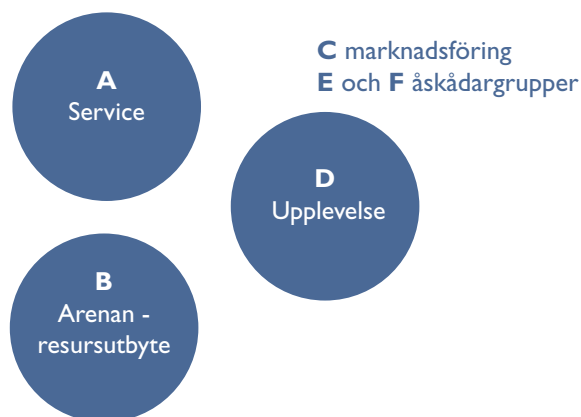 A
Service
C marknadsföring
E och F åskådargrupper
D
Upplevelse
B
Arenan -
resursutbyte